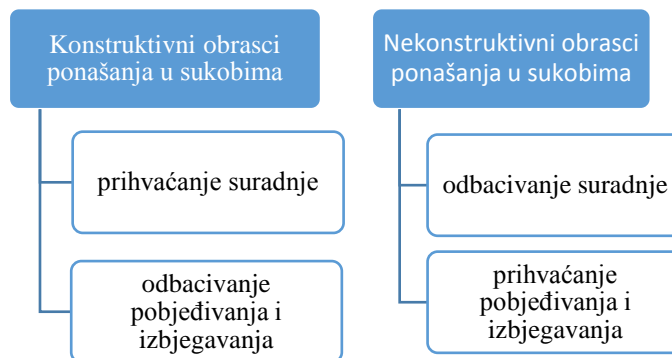 Konstruktivni obrasci
ponašanja u sukobima
prihvaćanje suradnje
odbacivanje
pobjeđivanja i
izbjegavanja
Nekonstruktivni obrasci
ponašanja u sukobima
odbacivanje suradnje
prihvaćanje
pobjeđivanja i
izbjegavanja